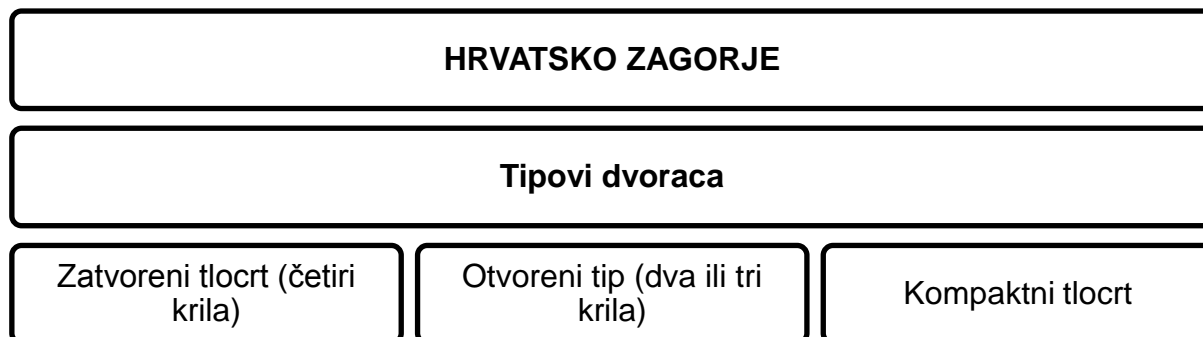 HRVATSKO ZAGORJE
Tipovi dvoraca
Zatvoreni tlocrt (četiri
krila)
Otvoreni tip (dva ili tri
krila)
Kompaktni tlocrt